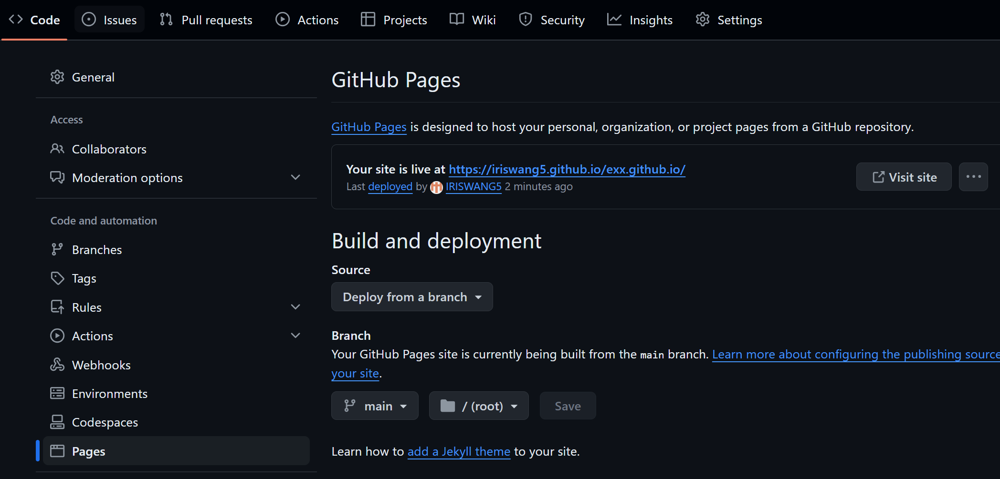 Code Issues Pull requests Actions Projects Wiki Security Insights Settings
General
Access
Collaborators
Moderation options
Code and automation
Branches
Tags
Rules
Actions
Webhooks
Environments
Codespaces
Pages
GitHub Pages
GitHub Pages is designed to host your personal, organization, or project pages from a GitHub repository.
Your site is live at https://iriswang5.github.io/exx.github.io/
Last deployed by IRISWANG5 2 minutes ago
Visit site
Build and deployment
Source
Deploy from a branch
Branch
Your GitHub Pages site is currently being built from the main branch. Learn more about configuring the publishing source
your site.
main / (root) Save
Learn how to add a Jekyll theme to your site.